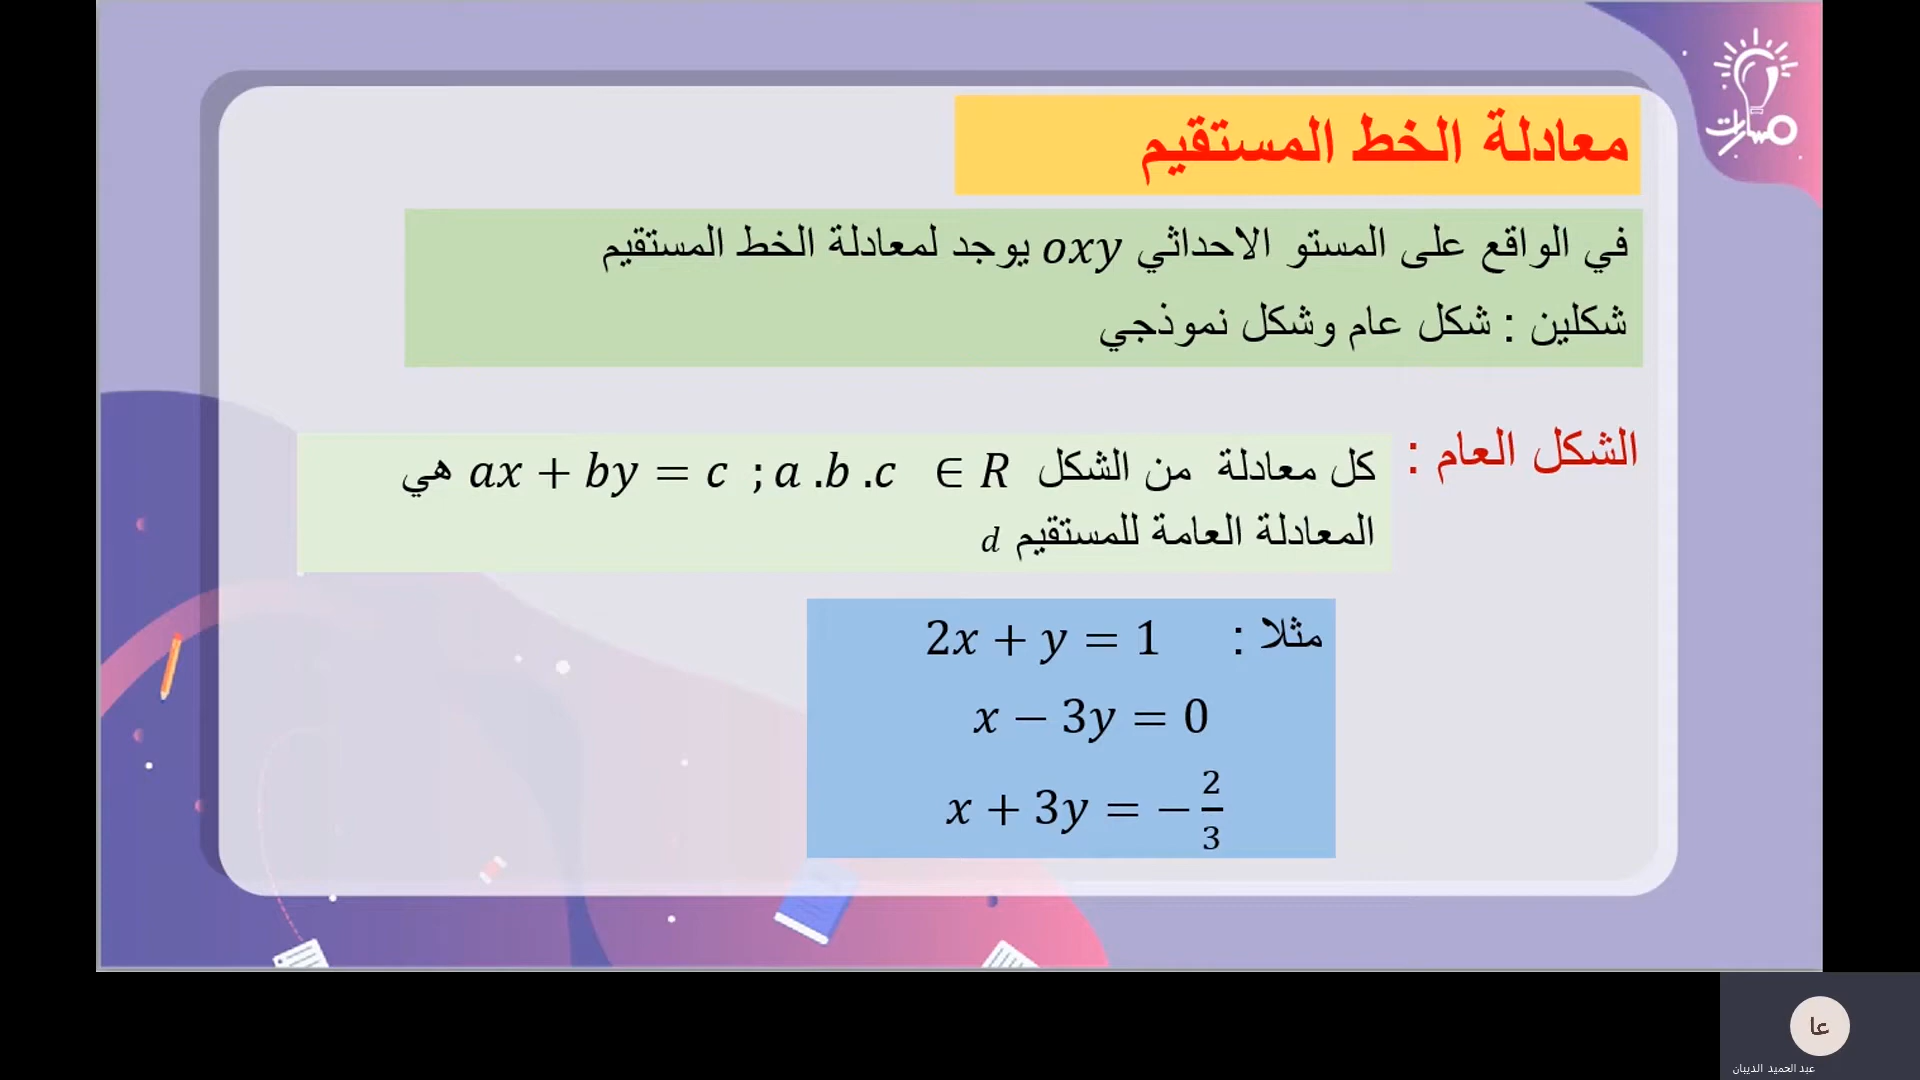 مسارات
معادلة الخط المستقيم
في الواقع على المستو الاحداثي oxy يوجد لمعادلة الخط المستقيم
شكلين : شكل عام وشكل نموذجي
الشكل العام :
كل معادلة من الشكل ax + by = c ; a .b .c ∈ R هي
المعادلة العامة للمستقيم d
مثلا : 2x + y = 1
x − 3y = 0
x + 3y = −2/3
عا
عبد الحميد الديبان